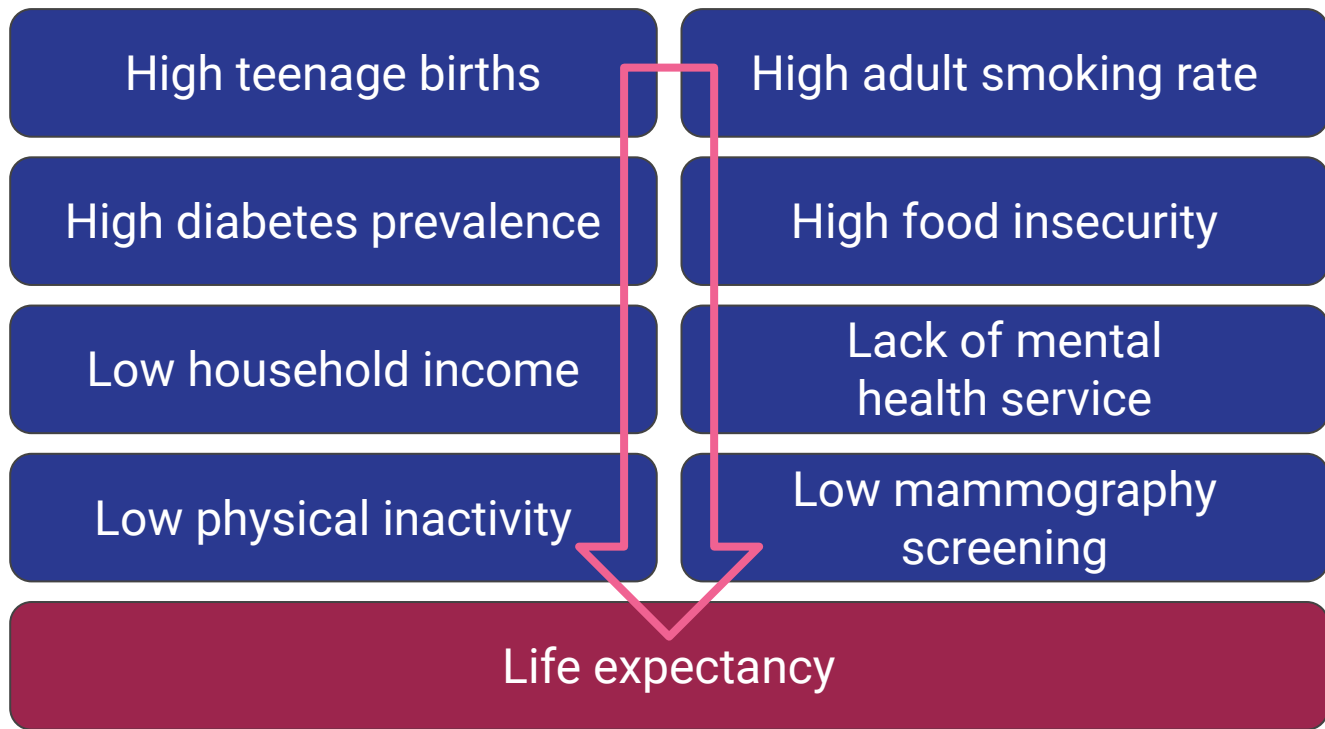 High teenage births
High adult smoking rate
High diabetes prevalence
High food insecurity
Low household income
Lack of mental
health service
Low physical inactivity
Low mammography
screening
Life expectancy